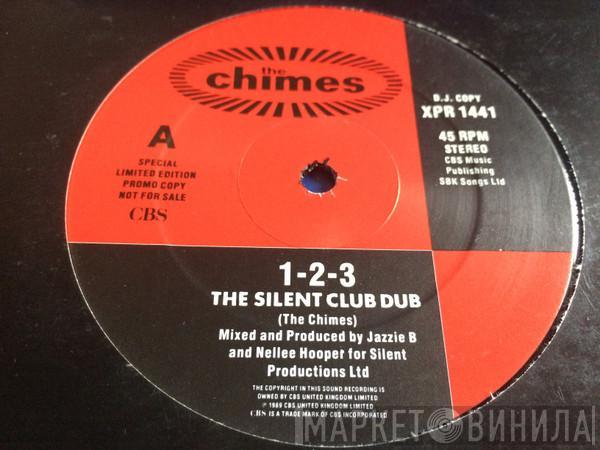 the
chimes
A
SPECIAL
LIMITED EDITION
PROMO COPY
NOT FOR SALE
CBS
D.J. COPY
XPR 1441
45 RPM
STEREO
CBS Music
Publishing
SBK Songs Ltd
1-2-3
THE SILENT CLUB DUB
(The Chimes)
Mixed and Produced by Jazzie B
and Nellee Hooper for Silent
Productions Ltd
THE COPYRIGHT IN THIS SOUND RECORDING IS
OWNED BY CBS UNITED KINGDOM LIMITED
℗ 1989 CBS UNITED KINGDOM LIMITED
CBS IS A TRADE MARK OF CBS INCORPORATED
МАРКЕТ ВИНИЛА